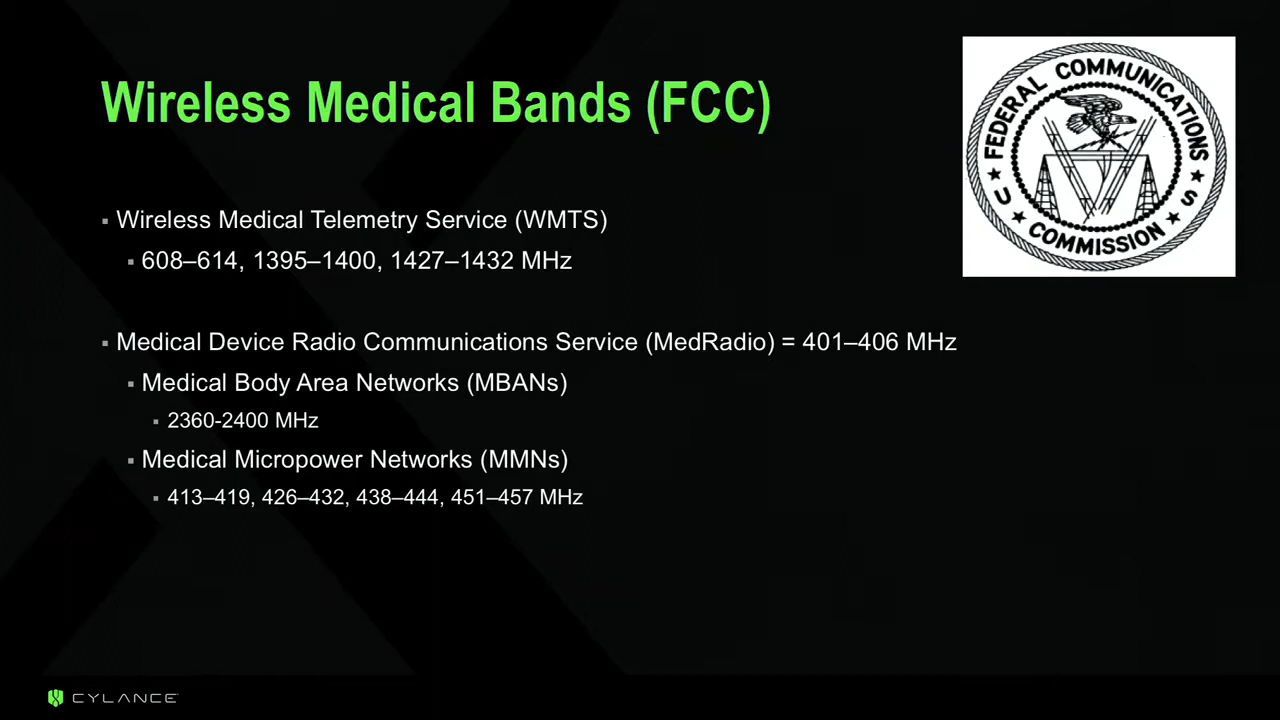 Wireless Medical Bands (FCC)
FEDERAL COMMUNICATIONS
U S
COMMISSION
▪ Wireless Medical Telemetry Service (WMTS)
▪ 608–614, 1395–1400, 1427–1432 MHz
▪ Medical Device Radio Communications Service (MedRadio) = 401–406 MHz
▪ Medical Body Area Networks (MBANs)
▪ 2360-2400 MHz
▪ Medical Micropower Networks (MMNs)
▪ 413–419, 426–432, 438–444, 451–457 MHz
CYLANCE